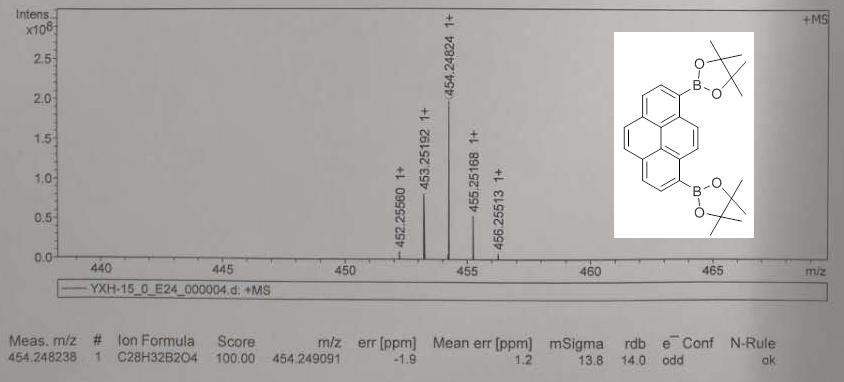 Intens.
x10⁸
+MS
2.5
2.0
1.5
1.0
0.5
0.0
452.25560 1+
453.25192 1+
454.24824 1+
455.25168 1+
456.25513 1+
440 445 450 455 460 465 m/z
O
B
O
O
B
O
YXH-15_0_E24_000004.d: +MS
Meas. m/z # Ion Formula Score m/z err [ppm] Mean err [ppm] mSigma rdb e⁻ Conf N-Rule
454.248238 1 C28H32B2O4 100.00 454.249091 -1.9 1.2 13.8 14.0 odd ok